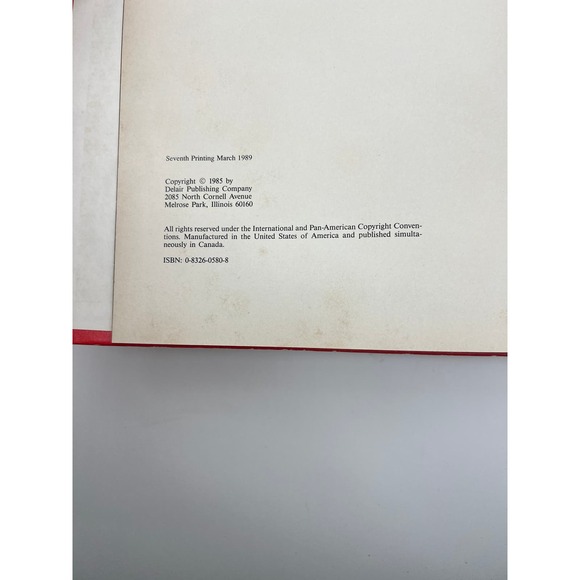 Seventh Printing March 1989
Copyright © 1985 by
Delair Publishing Company
2085 North Cornell Avenue
Melrose Park, Illinois 60160
All rights reserved under the International and Pan-American Copyright Conven-
tions. Manufactured in the United States of America and published simulta-
neously in Canada.
ISBN: 0-8326-0580-8